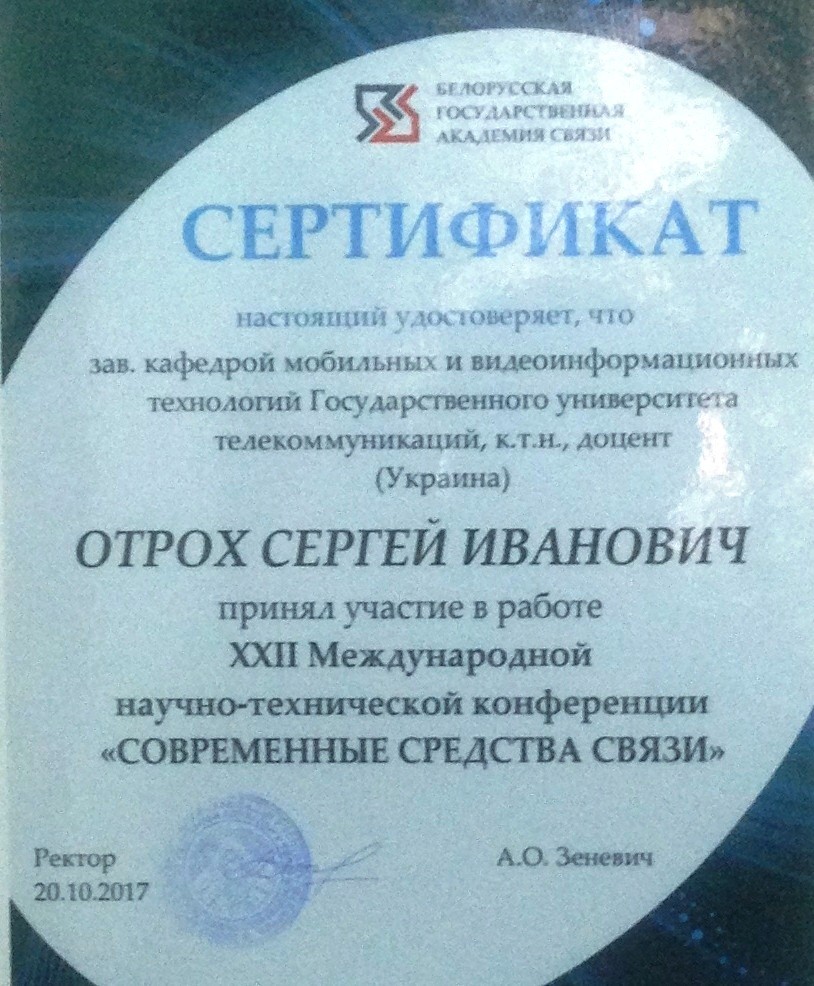 БЕЛОРУССКАЯ
ГОСУДАРСТВЕННАЯ
АКАДЕМИЯ СВЯЗИ
СЕРТИФИКАТ
настоящий удостоверяет, что
зав. кафедрой мобильных и видеоинформационных
технологий Государственного университета
телекоммуникаций, к.т.н., доцент
(Украина)
ОТРОХ СЕРГЕЙ ИВАНОВИЧ
принял участие в работе
XXII Международной
научно-технической конференции
«СОВРЕМЕННЫЕ СРЕДСТВА СВЯЗИ»
Ректор
А.О. Зеневич
20.10.2017